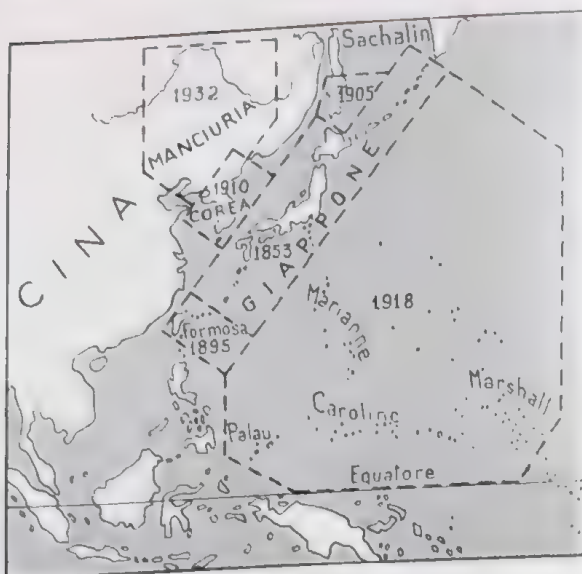 Sachalin
1932
1905
MANCIURIA
1910
COREA
CINA
1853
GIAPPONE
Marianne
1918
Formosa
1895
Marshall
Caroline
Palau
Equatore